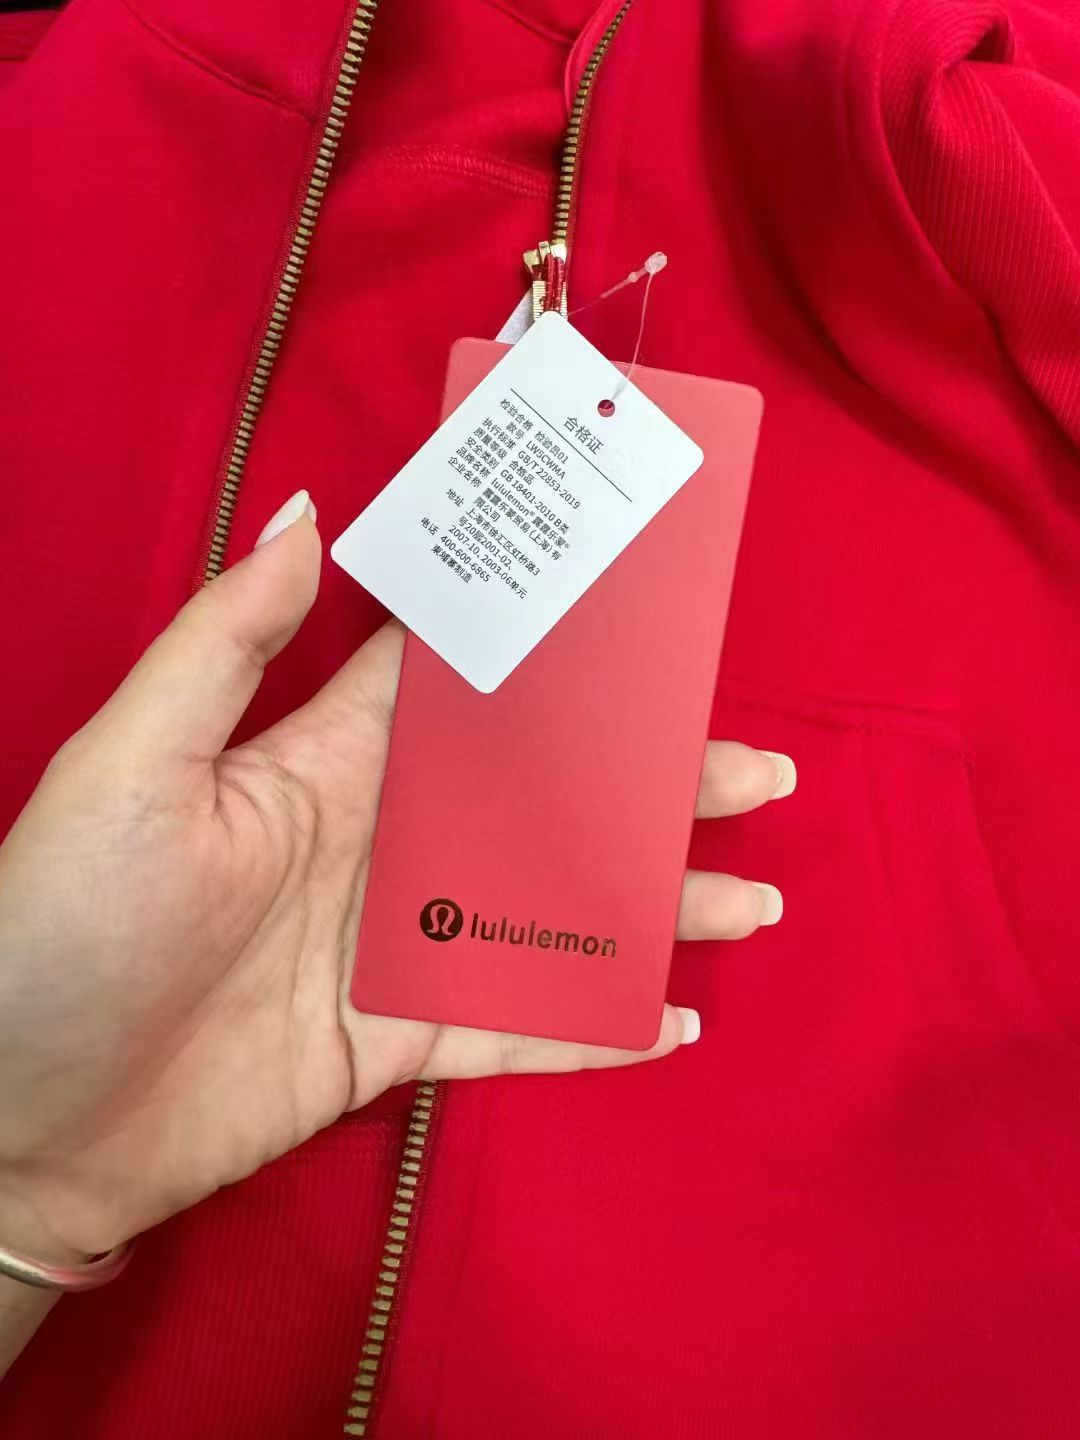 合格证
检验合格 检验员01
款号 LW5CWMA
执行标准 GB/T 22853-2019
质量等级 合格品
安全类别 GB 18401-2010 B类
品牌名称 lululemon® 露露乐蒙®
企业名称 露露乐蒙贸易(上海)有
限公司
地址 上海市徐汇区虹桥路3
号20层2001-02、
2007-10、2003-06单元
电话 400-600-6865
柬埔寨制造
lululemon